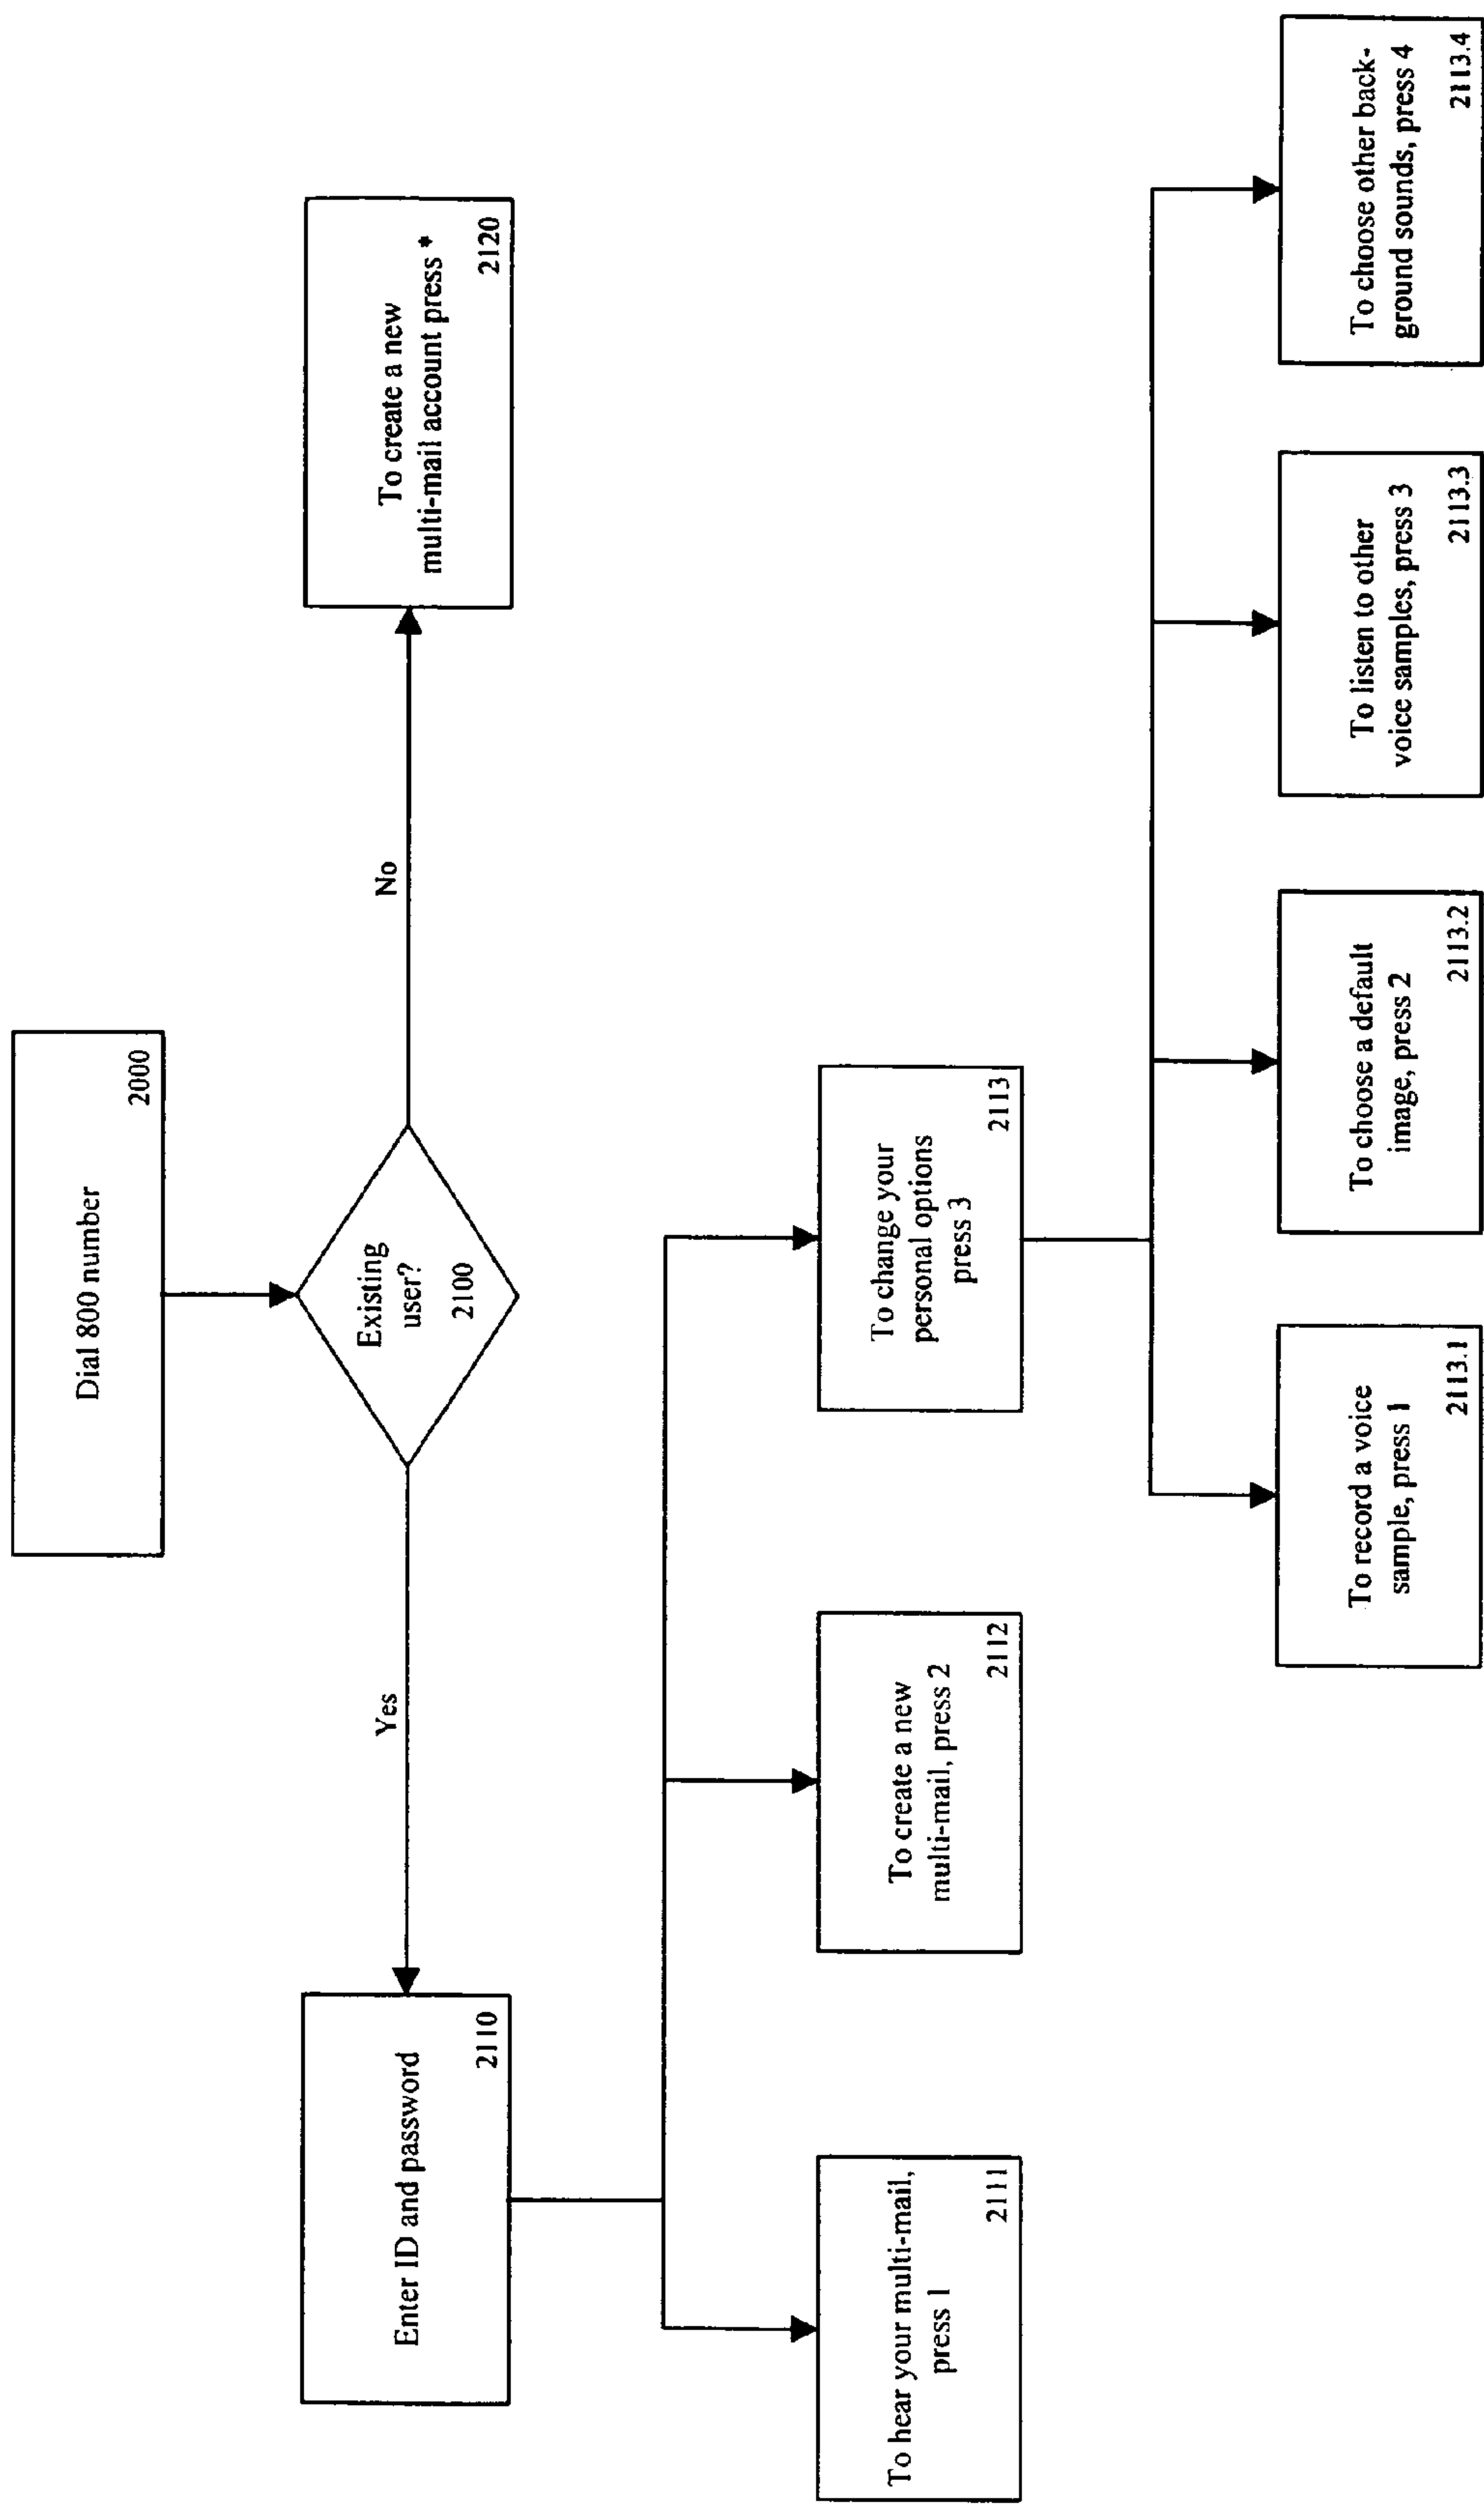 Dial 800 number
2000
Existing
user?
2100
Yes
No
Enter ID and password
2110
To create a new
multi-mail account press *
2120
To hear your multi-mail,
press 1
2111
To create a new
multi-mail, press 2
2112
To change your
personal options
press 3
2113
To record a voice
sample, press 1
2113.1
To choose a default
image, press 2
2113.2
To listen to other
voice samples, press 3
2113.3
To choose other back-
ground sounds, press 4
2113.4